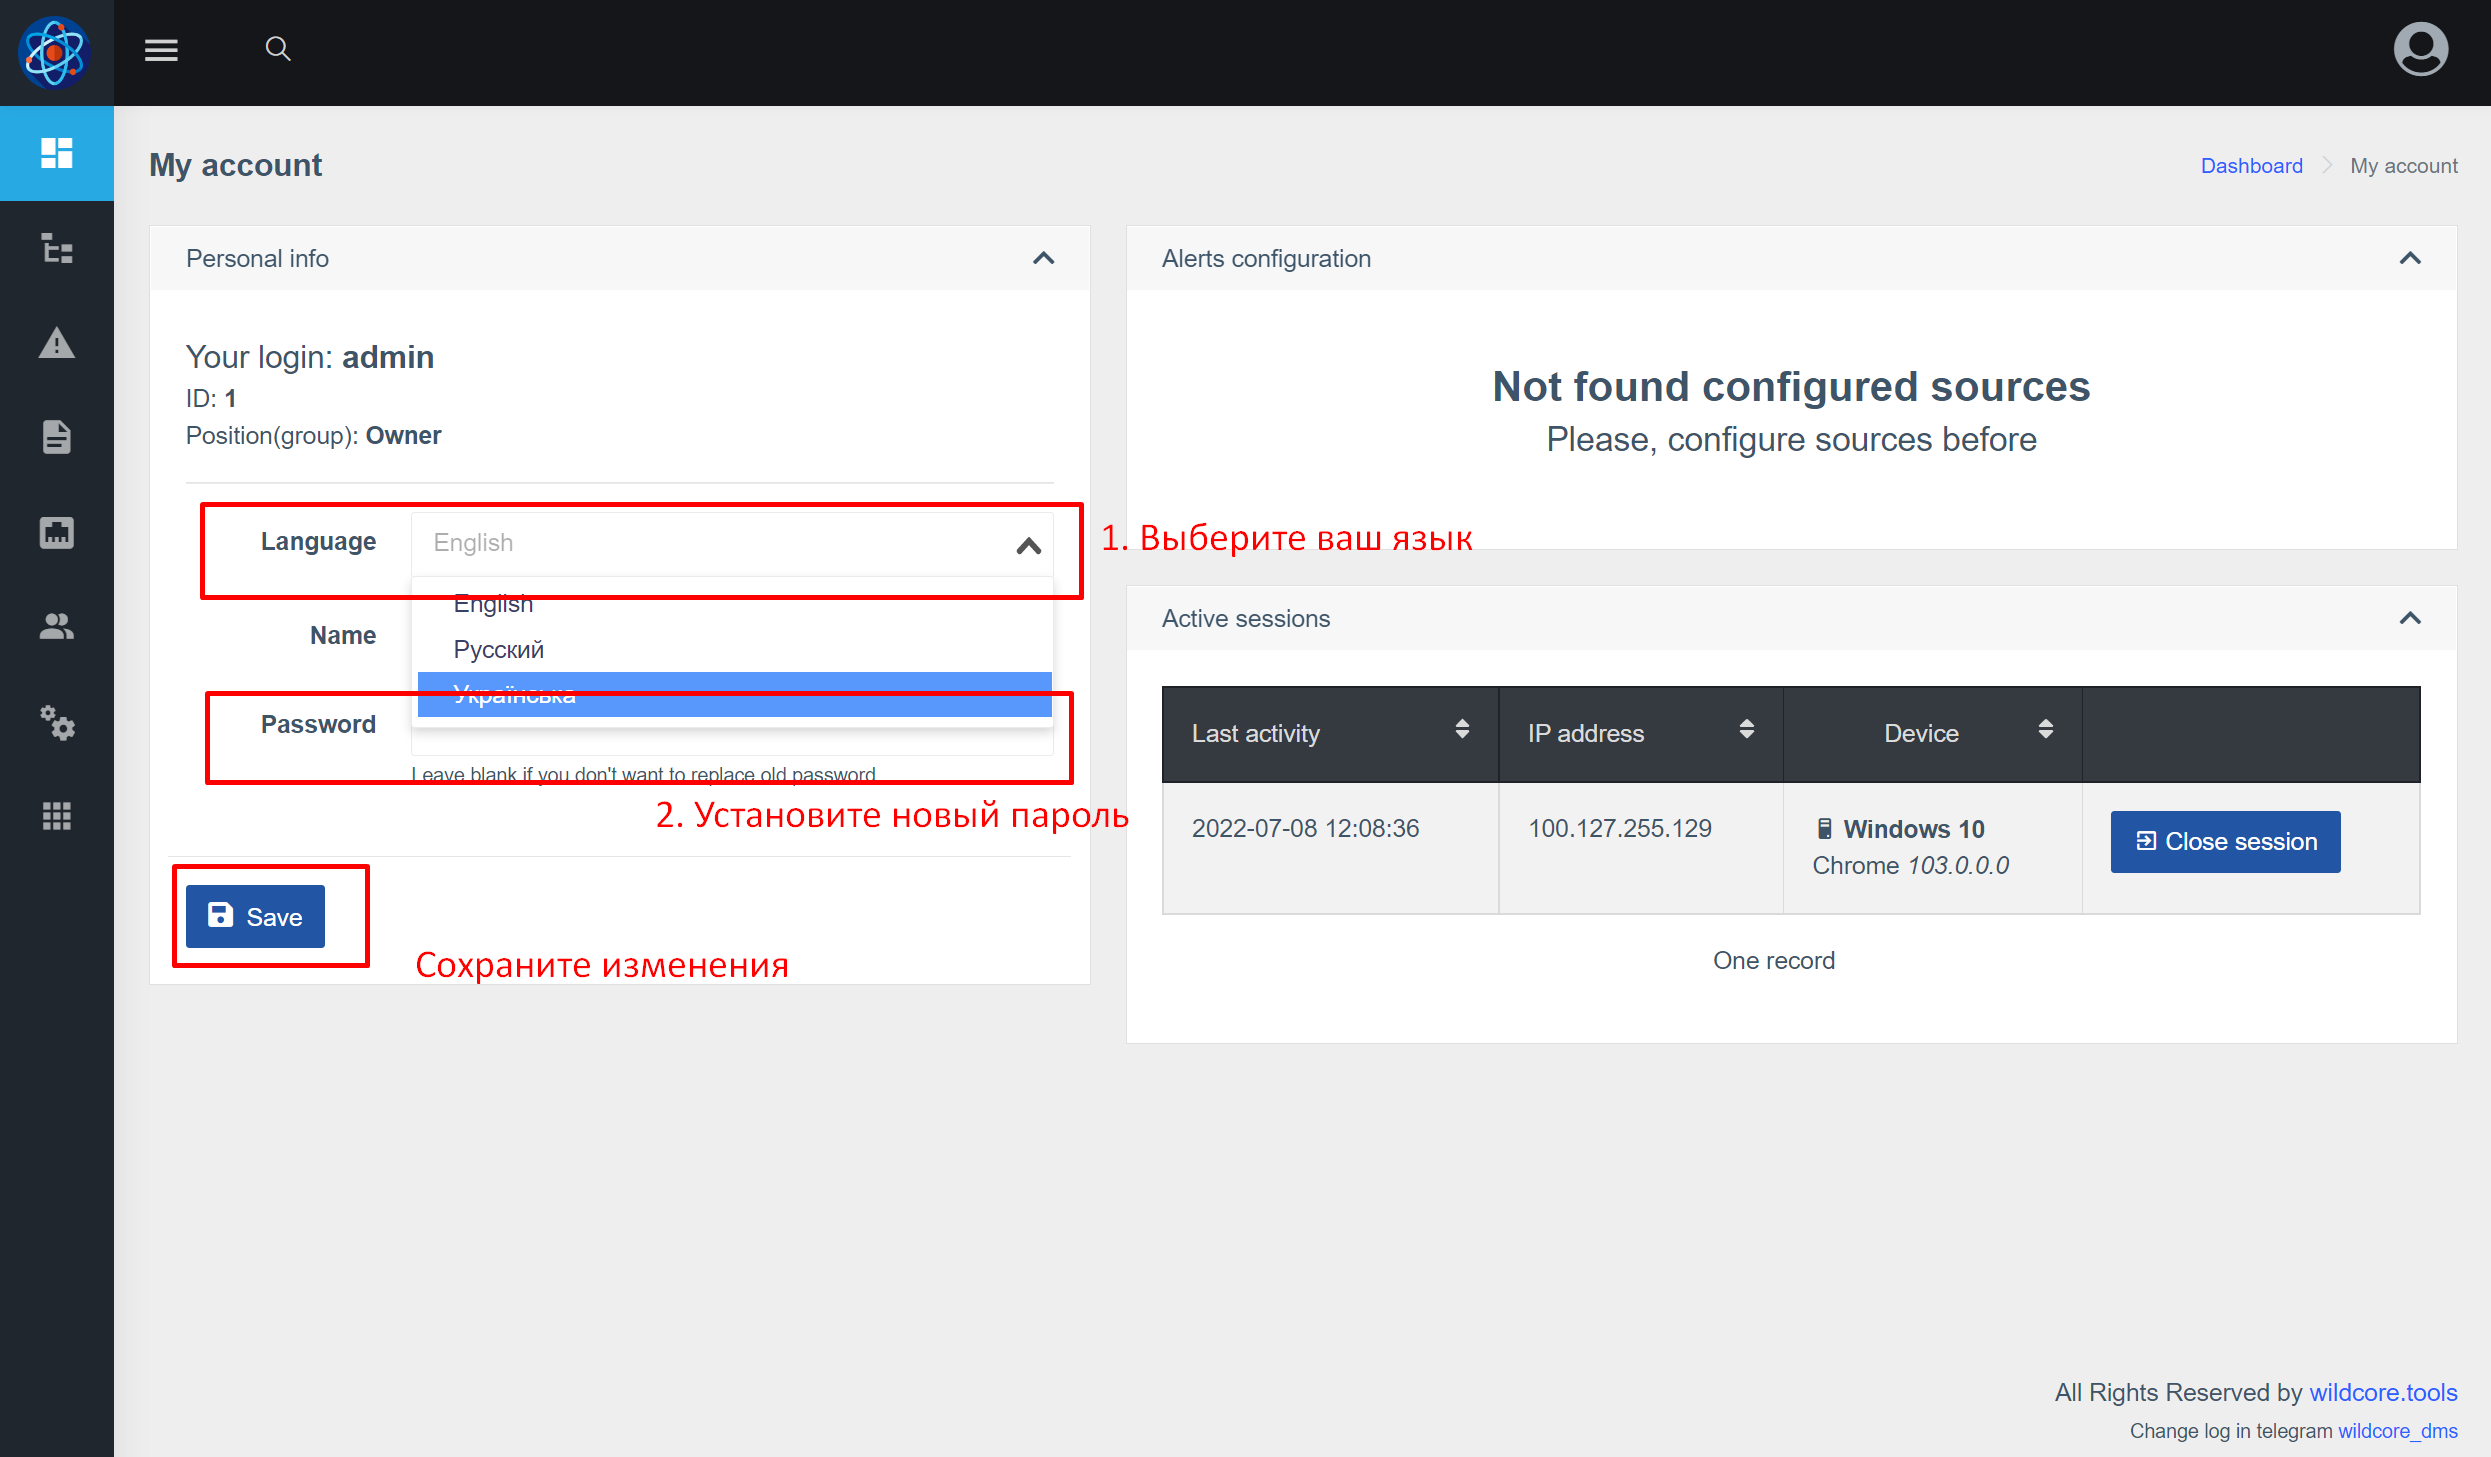 My account
Dashboard
My account
Personal info
Your login: admin
ID: 1
Position(group): Owner
Language
English
1. Выберите ваш язык
English
Русский
Українська
Name
Password
Leave blank if you don't want to replace old password
2. Установите новый пароль
Save
Сохраните изменения
Alerts configuration
Not found configured sources
Please, configure sources before
Active sessions
Last activity
IP address
Device
2022-07-08 12:08:36
100.127.255.129
Windows 10
Chrome 103.0.0.0
Close session
One record
All Rights Reserved by wildcore.tools
Change log in telegram wildcore_dms